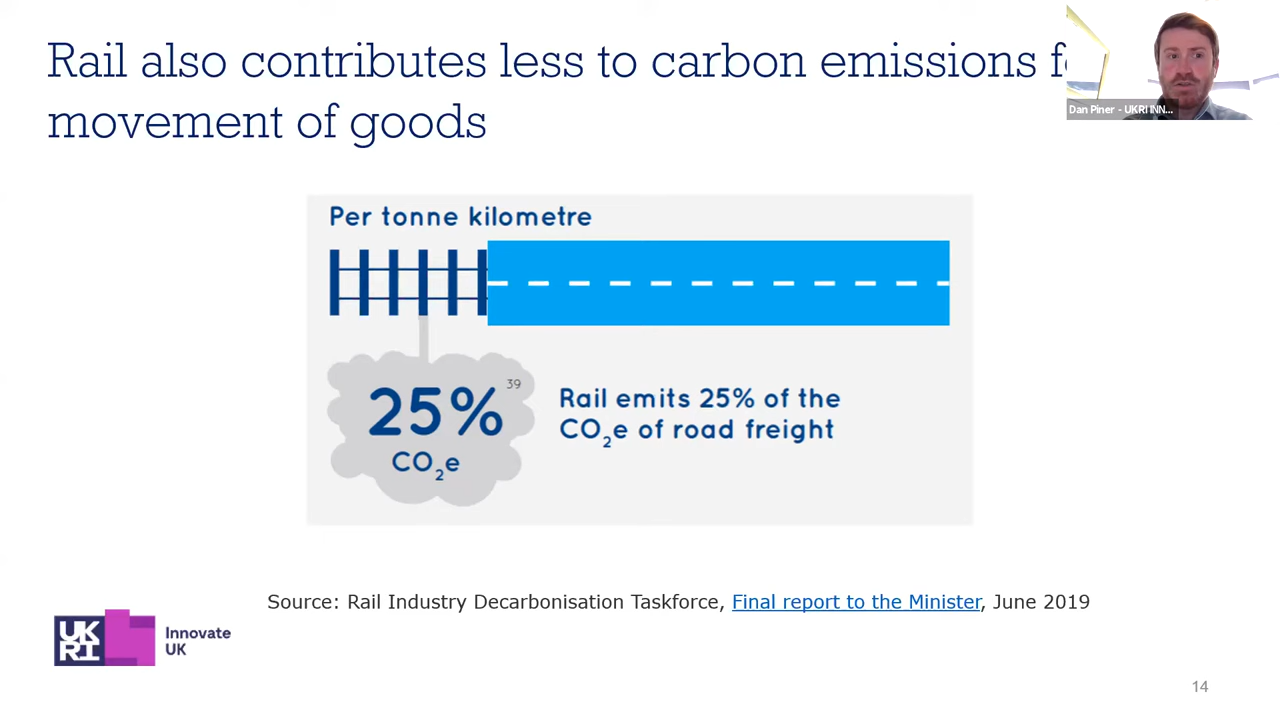 Rail also contributes less to carbon emissions
movement of goods
Dan Piner - UKRI INN...
Per tonne kilometre
25%³⁹
CO₂e
Rail emits 25% of the
CO₂e of road freight
Source: Rail Industry Decarbonisation Taskforce, Final report to the Minister, June 2019
UK
RI
Innovate
UK
14